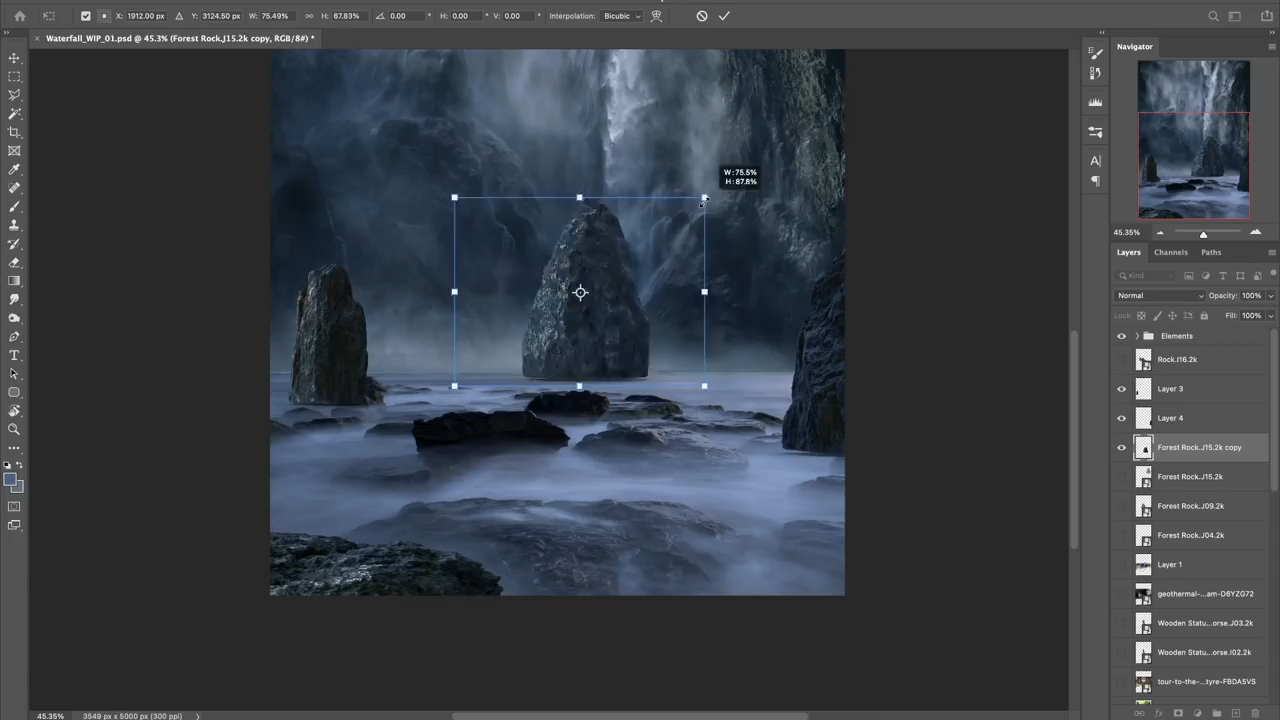 X: 1912.00 px Y: 3124.50 px W: 75.49% H: 87.83% 0.00 ° H: 0.00 ° V: 0.00 ° Interpolation: Bicubic
× Waterfall_WIP_01.psd @ 45.3% (Forest Rock.J15.2k copy, RGB/8#) *
Navigator
W: 75.5%
H: 87.8%
45.35%
Layers Channels Paths
Kind
Normal Opacity: 100%
Lock: Fill: 100%
Elements
Rock.I16.2k
Layer 3
Layer 4
Forest Rock.J15.2k copy
Forest Rock.J15.2k
Forest Rock.J09.2k
Forest Rock.J04.2k
Layer 1
geothermal-...am-D6YZG72
Wooden Statu...orse.J03.2k
Wooden Statu...orse.I02.2k
tour-to-the-...tyre-FBDA5VS
45.35% 3549 px x 5000 px (300 ppi)